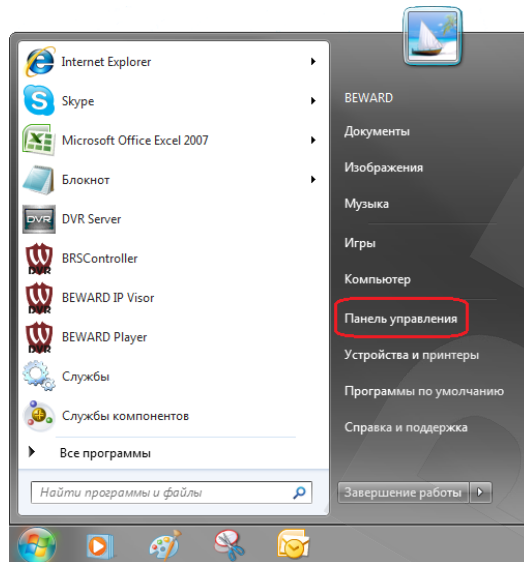 Internet Explorer
Skype
Microsoft Office Excel 2007
Блокнот
DVR Server
BRSController
BEWARD IP Visor
BEWARD Player
Службы
Службы компонентов
Все программы
Найти программы и файлы
BEWARD
Документы
Изображения
Музыка
Игры
Компьютер
Панель управления
Устройства и принтеры
Программы по умолчанию
Справка и поддержка
Завершение работы